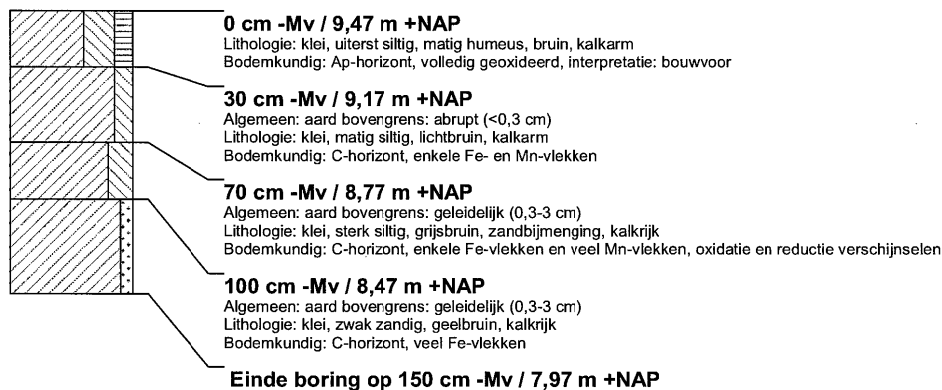 0 cm -Mv / 9,47 m +NAP
Lithologie: klei, uiterst siltig, matig humeus, bruin, kalkarm
Bodemkundig: Ap-horizont, volledig geoxideerd, interpretatie: bouwvoor
30 cm -Mv / 9,17 m +NAP
Algemeen: aard bovengrens: abrupt (<0,3 cm)
Lithologie: klei, matig siltig, lichtbruin, kalkarm
Bodemkundig: C-horizont, enkele Fe- en Mn-vlekken
70 cm -Mv / 8,77 m +NAP
Algemeen: aard bovengrens: geleidelijk (0,3-3 cm)
Lithologie: klei, sterk siltig, grijsbruin, zandbijmenging, kalkrijk
Bodemkundig: C-horizont, enkele Fe-vlekken en veel Mn-vlekken, oxidatie en reductie verschijnselen
100 cm -Mv / 8,47 m +NAP
Algemeen: aard bovengrens: geleidelijk (0,3-3 cm)
Lithologie: klei, zwak zandig, geelbruin, kalkrijk
Bodemkundig: C-horizont, veel Fe-vlekken
Einde boring op 150 cm -Mv / 7,97 m +NAP